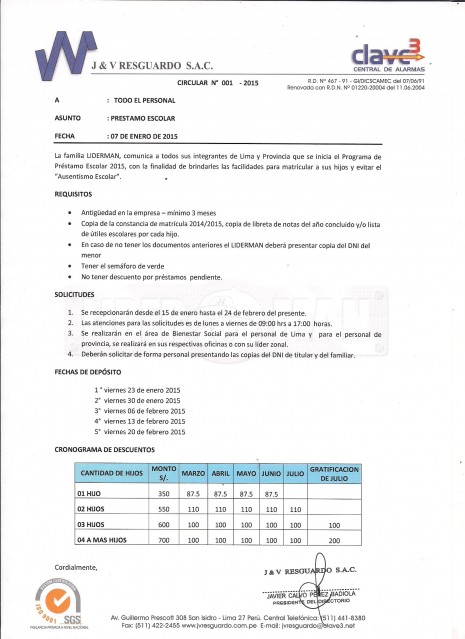 J & V RESGUARDO S.A.C.
clave3
CENTRAL DE ALARMAS
CIRCULAR N° 001 - 2015
R.D. N° 467 - 91 - GI/DICSCAMEC del 07/06/91
Renovada con R.D.N. Nº 01220-20004 del 11.06.2004
A : TODO EL PERSONAL
ASUNTO : PRESTAMO ESCOLAR
FECHA : 07 DE ENERO DE 2015
La familia LIDERMAN, comunica a todos sus integrantes de Lima y Provincia que se inicia el Programa de
Préstamo Escolar 2015, con la finalidad de brindarles las facilidades para matricular a sus hijos y evitar el
"Ausentismo Escolar".
REQUISITOS
• Antigüedad en la empresa – mínimo 3 meses
• Copia de la constancia de matrícula 2014/2015, copia de libreta de notas del año concluido y/o lista
de útiles escolares por cada hijo.
• En caso de no tener los documentos anteriores el LIDERMAN deberá presentar copia del DNI del
menor
• Tener el semáforo de verde
• No tener descuento por préstamos pendiente.
SOLICITUDES
1. Se recepcionarán desde el 15 de enero hasta el 24 de febrero del presente.
2. Las atenciones para las solicitudes es de lunes a viernes de 09:00 hrs a 17:00 horas.
3. Se realizarán en el área de Bienestar Social para el personal de Lima y para el personal de
provincia, se realizará en sus respectivas oficinas o con su líder zonal.
4. Deberán solicitar de forma personal presentando las copias del DNI de titular y del familiar.
FECHAS DE DEPÓSITO
1° viernes 23 de enero 2015
2° viernes 30 de enero 2015
3° viernes 06 de febrero 2015
4° viernes 13 de febrero 2015
5° viernes 20 de febrero 2015
CRONOGRAMA DE DESCUENTOS
CANTIDAD DE HIJOS MONTO S/. MARZO ABRIL MAYO JUNIO JULIO GRATIFICACION DE JULIO
01 HIJO 350 87.5 87.5 87.5 87.5
02 HIJOS 550 110 110 110 110 110
03 HIJOS 600 100 100 100 100 100 100
04 A MAS HIJOS 700 100 100 100 100 100 200
Cordialmente,
J & V RESGUARDO S.A.C.
JAVIER CALVO PÉREZ BADIOLA
PRESIDENTE DEL DIRECTORIO
ISO 9001
SGS
VIGILANCIA PRIVADA A NIVEL NACIONAL
Av. Guillermo Prescott 308 San Isidro - Lima 27 Perú. Central Telefónica: (511) 441-8380
Fax: (511) 422-2455 www.jvresguardo.com.pe E-mail: jvresguardo@clave3.net